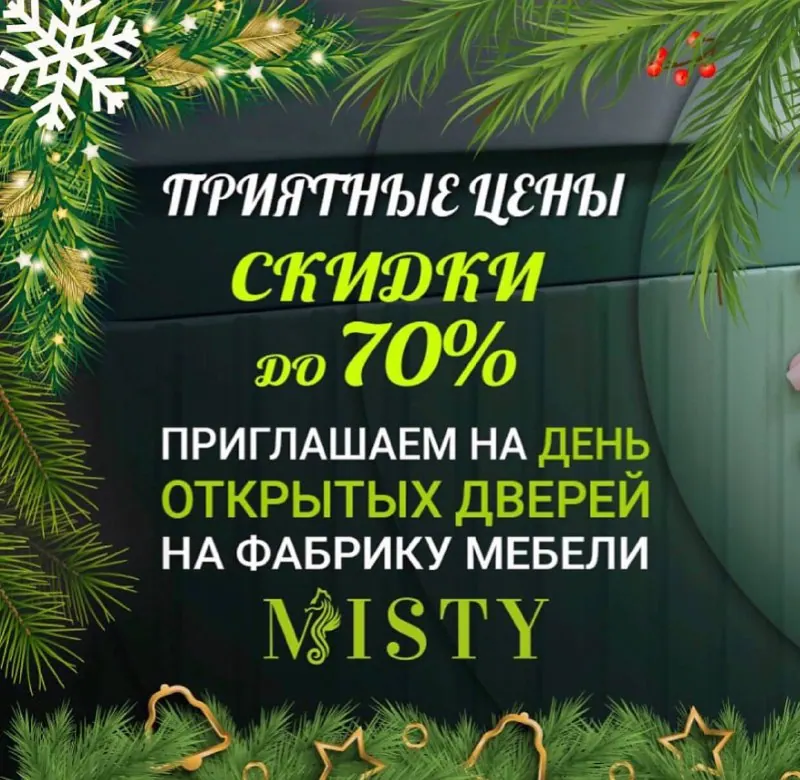 ПРИЯТНЫЕ ЦЕНЫ
СКИДКИ
ДО 70%
ПРИГЛАШАЕМ НА ДЕНЬ
ОТКРЫТЫХ ДВЕРЕЙ
НА ФАБРИКУ МЕБЕЛИ
MISTY